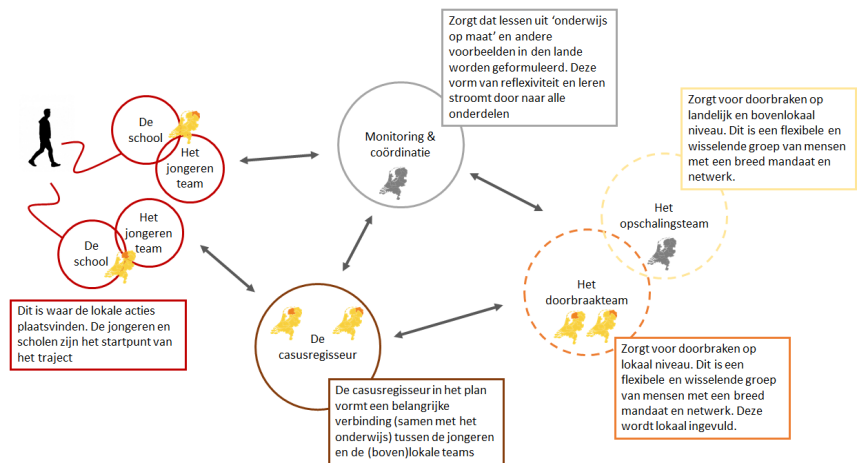 Zorgt dat lessen uit ‘onderwijs
op maat’ en andere
voorbeelden in den lande
worden geformuleerd. Deze
vorm van reflexiviteit en leren
stroomt door naar alle
onderdelen
Zorgt voor doorbraken op
landelijk en bovenlokaal
niveau. Dit is een flexibele en
wisselende groep van mensen
met een breed mandaat en
netwerk.
De
school
Het
jongeren
team
Monitoring &
coördinatie
Het
jongeren
team
De
school
Het
opschalingsteam
Het
doorbraakteam
Dit is waar de lokale acties
plaatsvinden. De jongeren en
scholen zijn het startpunt van
het traject
De
casusregisseur
Zorgt voor doorbraken op
lokaal niveau. Dit is een
flexibele en wisselende groep
van mensen met een breed
mandaat en netwerk. Deze
wordt lokaal ingevuld.
De casusregisseur in het plan
vormt een belangrijke
verbinding (samen met het
onderwijs) tussen de jongeren
en de (boven)lokale teams